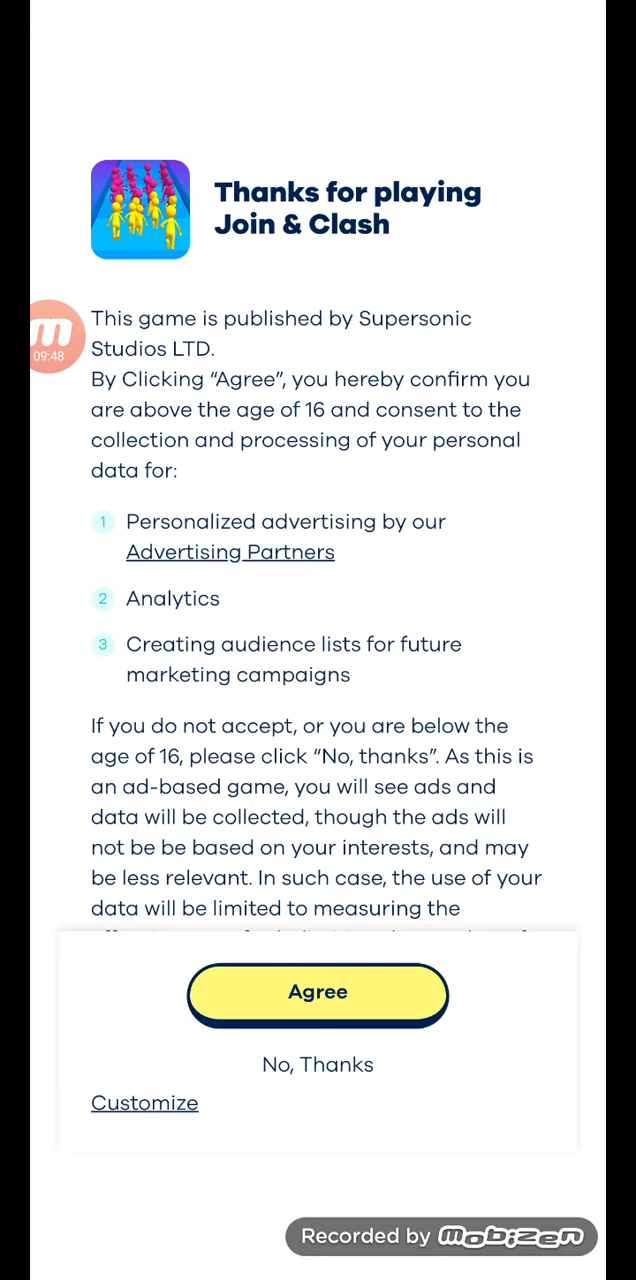 Thanks for playing
Join & Clash
This game is published by Supersonic
Studios LTD.
09:48
By Clicking “Agree”, you hereby confirm you
are above the age of 16 and consent to the
collection and processing of your personal
data for:
1 Personalized advertising by our
Advertising Partners
2 Analytics
3 Creating audience lists for future
marketing campaigns
If you do not accept, or you are below the
age of 16, please click “No, thanks”. As this is
an ad-based game, you will see ads and
data will be collected, though the ads will
not be be based on your interests, and may
be less relevant. In such case, the use of your
data will be limited to measuring the
Agree
No, Thanks
Customize
Recorded by mobizen